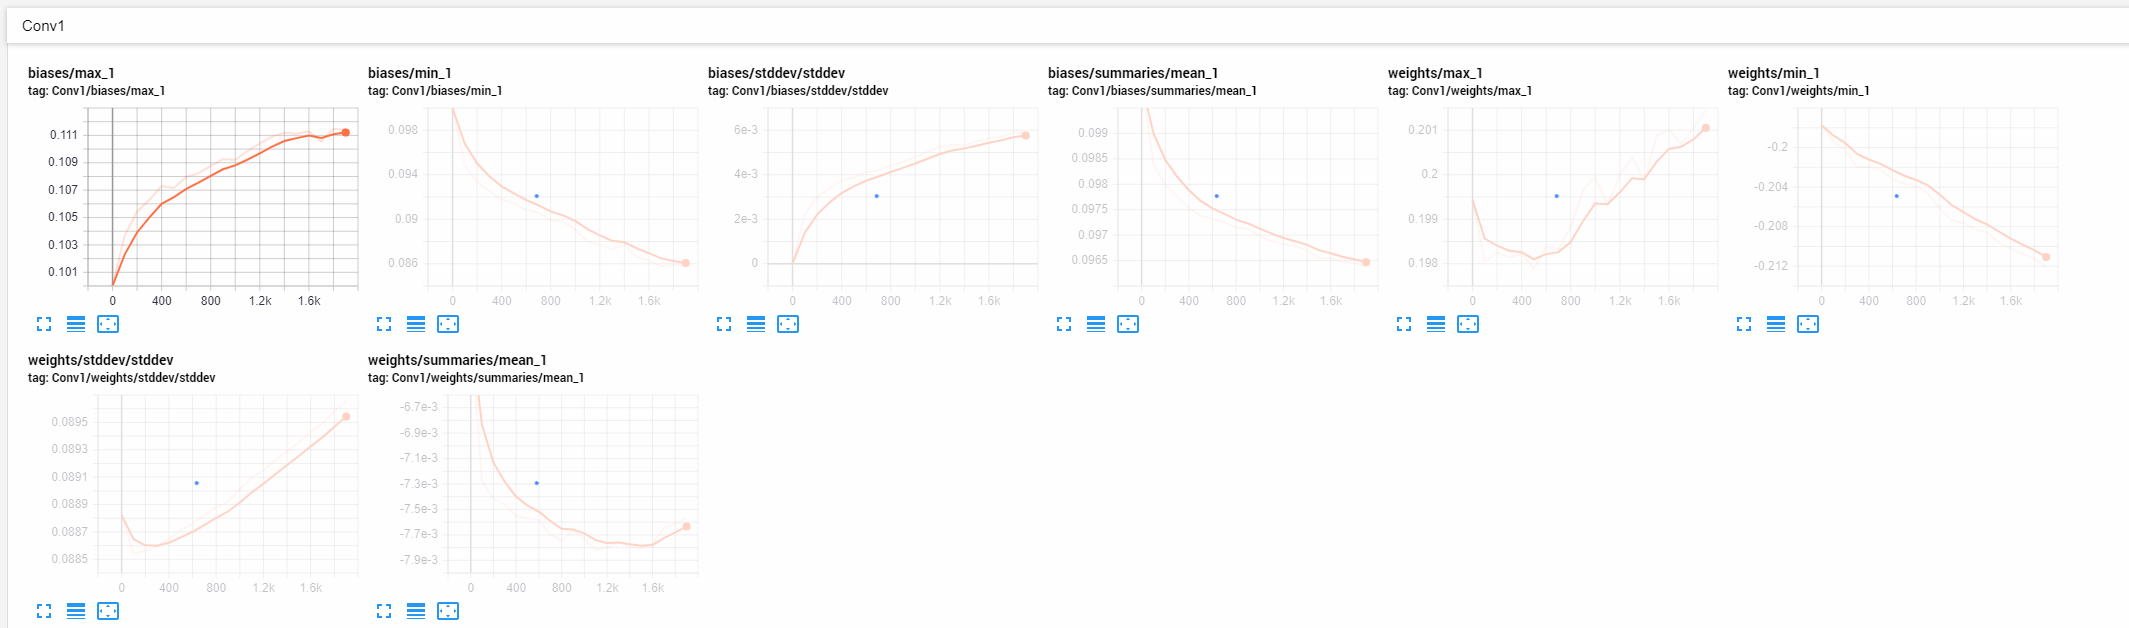 Conv1
biases/max_1
tag: Conv1/biases/max_1
0.111
0.109
0.107
0.105
0.103
0.101
0 400 800 1.2k 1.6k
biases/min_1
tag: Conv1/biases/min_1
0.098
0.094
0.09
0.086
0 400 800 1.2k 1.6k
biases/stddev/stddev
tag: Conv1/biases/stddev/stddev
6e-3
4e-3
2e-3
0
0 400 800 1.2k 1.6k
biases/summaries/mean_1
tag: Conv1/biases/summaries/mean_1
0.099
0.0985
0.098
0.0975
0.097
0.0965
0 400 800 1.2k 1.6k
weights/max_1
tag: Conv1/weights/max_1
0.201
0.2
0.199
0.198
0 400 800 1.2k 1.6k
weights/min_1
tag: Conv1/weights/min_1
-0.2
-0.204
-0.208
-0.212
0 400 800 1.2k 1.6k
weights/stddev/stddev
tag: Conv1/weights/stddev/stddev
0.0895
0.0893
0.0891
0.0889
0.0887
0.0885
0 400 800 1.2k 1.6k
weights/summaries/mean_1
tag: Conv1/weights/summaries/mean_1
-6.7e-3
-6.9e-3
-7.1e-3
-7.3e-3
-7.5e-3
-7.7e-3
-7.9e-3
0 400 800 1.2k 1.6k